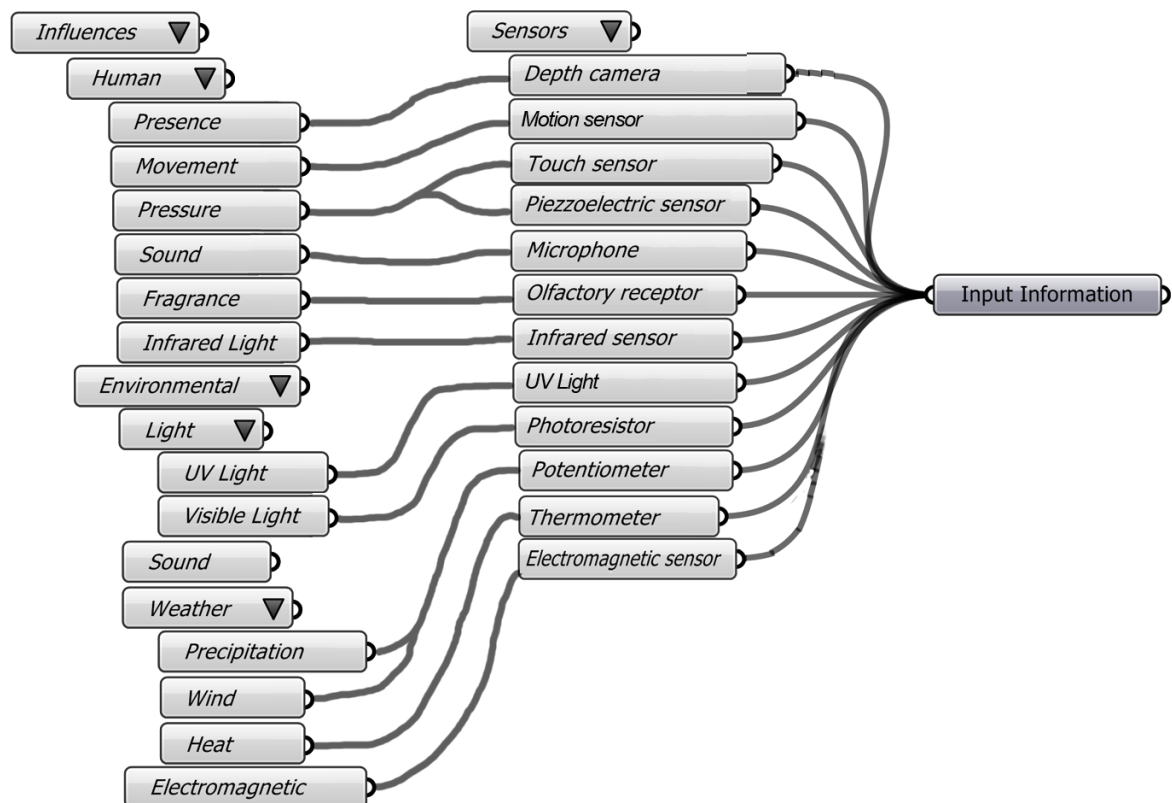 Influences
Human
Presence
Movement
Pressure
Sound
Fragrance
Infrared Light
Environmental
Light
UV Light
Visible Light
Sound
Weather
Precipitation
Wind
Heat
Electromagnetic
Sensors
Depth camera
Motion sensor
Touch sensor
Piezzoelectric sensor
Microphone
Olfactory receptor
Infrared sensor
UV Light
Photoresistor
Potentiometer
Thermometer
Electromagnetic sensor
Input Information